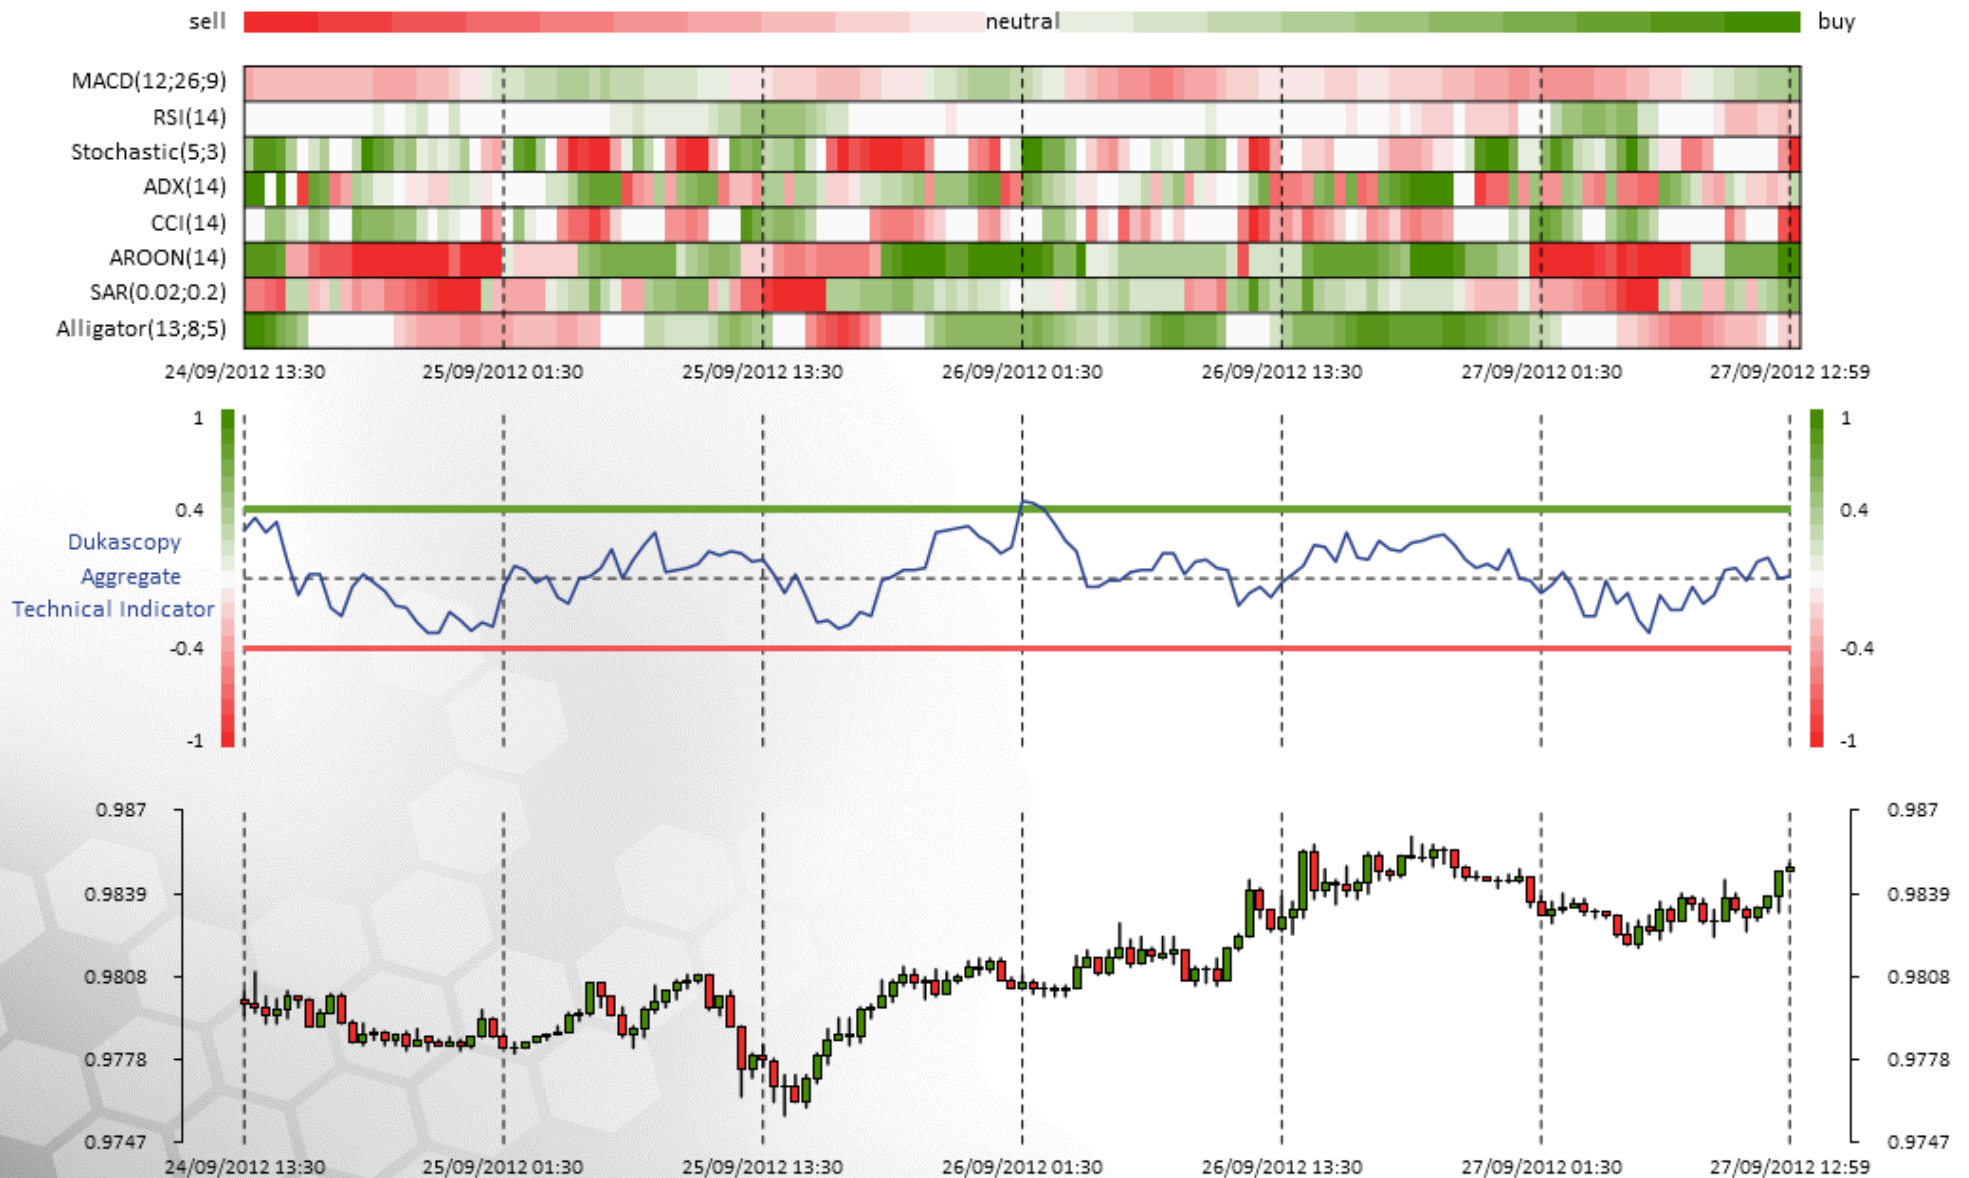 sell neutral buy
MACD(12;26;9)
RSI(14)
Stochastic(5;3)
ADX(14)
CCI(14)
AROON(14)
SAR(0.02;0.2)
Alligator(13;8;5)
24/09/2012 13:30 25/09/2012 01:30 25/09/2012 13:30 26/09/2012 01:30 26/09/2012 13:30 27/09/2012 01:30 27/09/2012 12:59
1 1
0.4 0.4
Dukascopy
Aggregate
Technical Indicator
-0.4 -0.4
-1 -1
0.987 0.987
0.9839 0.9839
0.9808 0.9808
0.9778 0.9778
0.9747 0.9747
24/09/2012 13:30 25/09/2012 01:30 25/09/2012 13:30 26/09/2012 01:30 26/09/2012 13:30 27/09/2012 01:30 27/09/2012 12:59